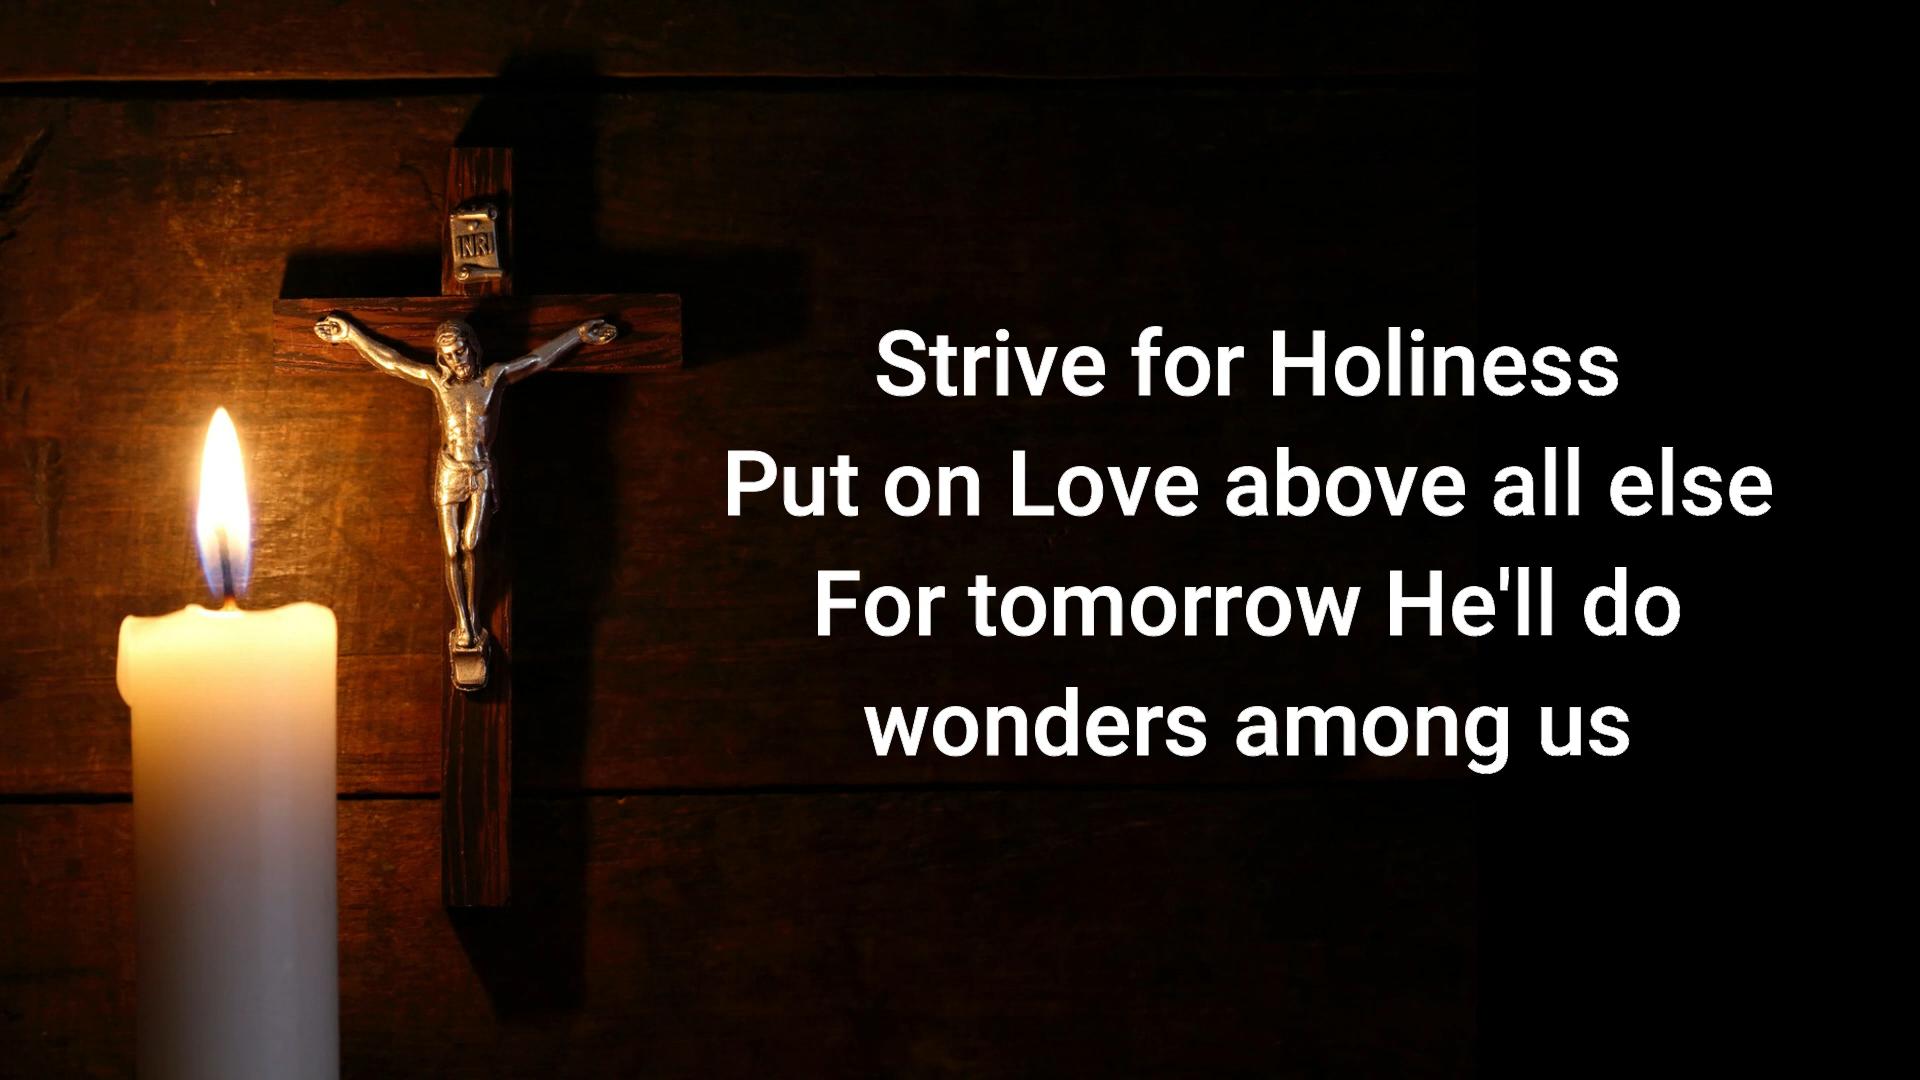 INRI
Strive for Holiness
Put on Love above all else
For tomorrow He'll do
wonders among us